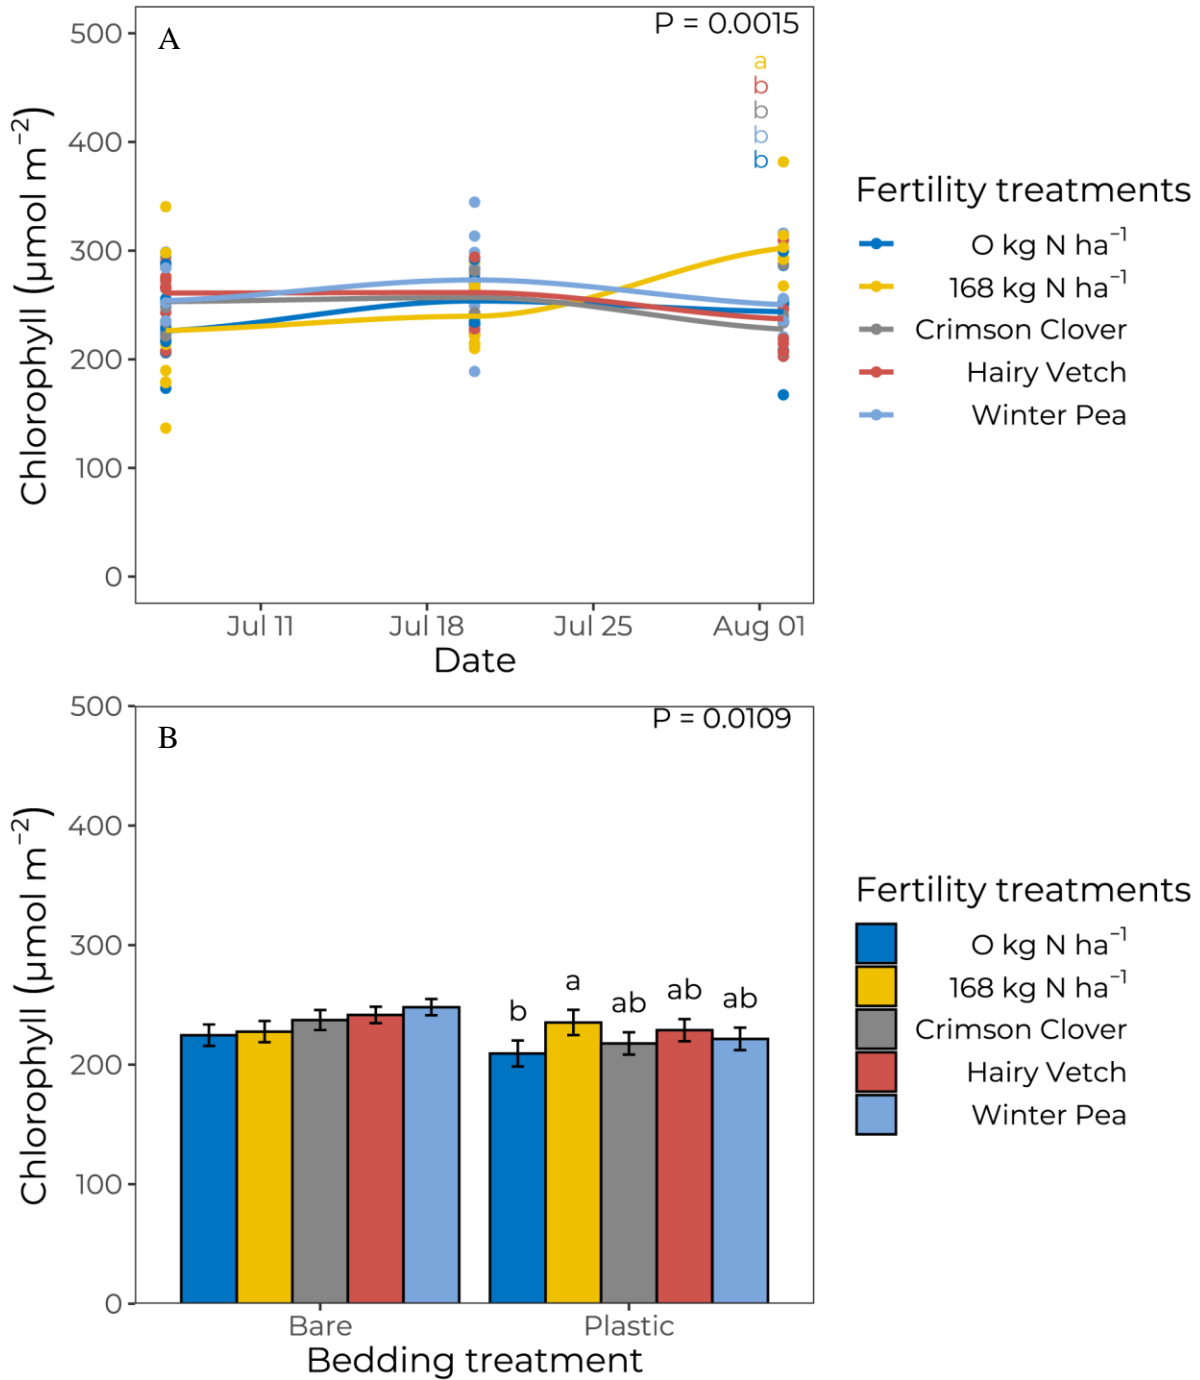 A
P = 0.0015
500
400
300
200
100
0
a
b
b
b
b
Chlorophyll (μmol m⁻²)
Jul 11 Jul 18 Jul 25 Aug 01
Date
Fertility treatments
0 kg N ha⁻¹
168 kg N ha⁻¹
Crimson Clover
Hairy Vetch
Winter Pea
B
P = 0.0109
500
400
300
200
100
0
b a ab ab ab
Chlorophyll (μmol m⁻²)
Bare Plastic
Bedding treatment
Fertility treatments
0 kg N ha⁻¹
168 kg N ha⁻¹
Crimson Clover
Hairy Vetch
Winter Pea